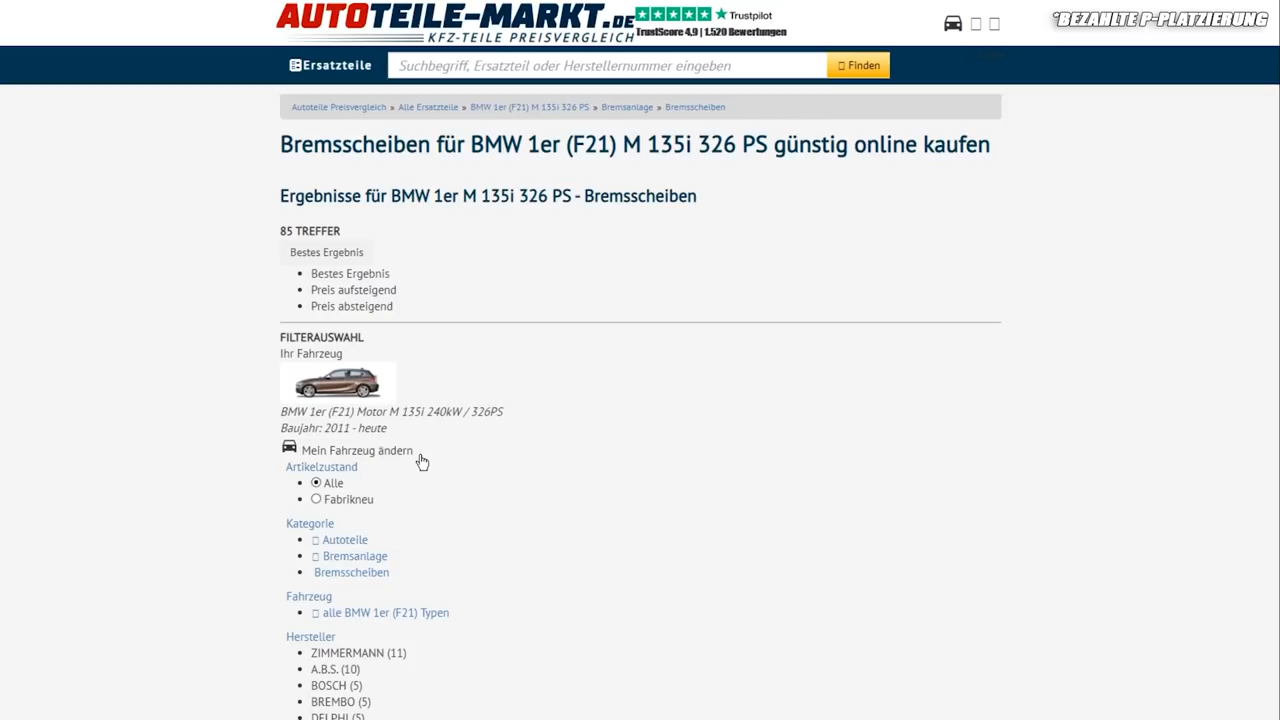 AUTOTEILE-MARKT.DE
KFZ-TEILE PREISVERGLEICH
Trustpilot
TrustScore 4,9 | 1.520 Bewertungen
*BEZAHLTE P-PLATZIERUNG
Ersatzteile
Suchbegriff, Ersatzteil oder Herstellernummer eingeben
Finden
Autoteile Preisvergleich » Alle Ersatzteile » BMW 1er (F21) M 135i 326 PS » Bremsanlage » Bremsscheiben
Bremsscheiben für BMW 1er (F21) M 135i 326 PS günstig online kaufen
Ergebnisse für BMW 1er M 135i 326 PS - Bremsscheiben
85 TREFFER
Bestes Ergebnis
Bestes Ergebnis
Preis aufsteigend
Preis absteigend
FILTERAUSWAHL
Ihr Fahrzeug
BMW 1er (F21) Motor M 135i 240kW / 326PS
Baujahr: 2011 - heute
Mein Fahrzeug ändern
Artikelzustand
Alle
Fabrikneu
Kategorie
Autoteile
Bremsanlage
Bremsscheiben
Fahrzeug
alle BMW 1er (F21) Typen
Hersteller
ZIMMERMANN (11)
A.B.S. (10)
BOSCH (5)
BREMBO (5)
DELPHI (5)